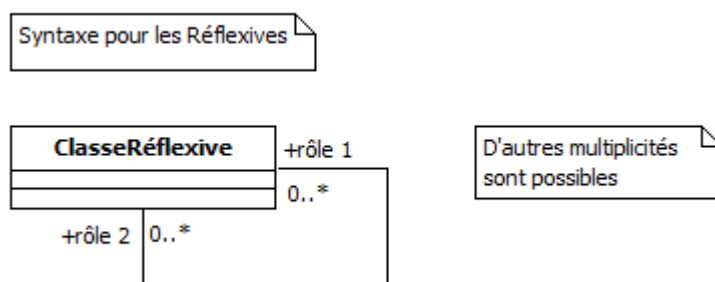 Syntaxe pour les Réflexives
ClasseRéflexive
+rôle 1
0..*
+rôle 2
0..*
D'autres multiplicités
sont possibles